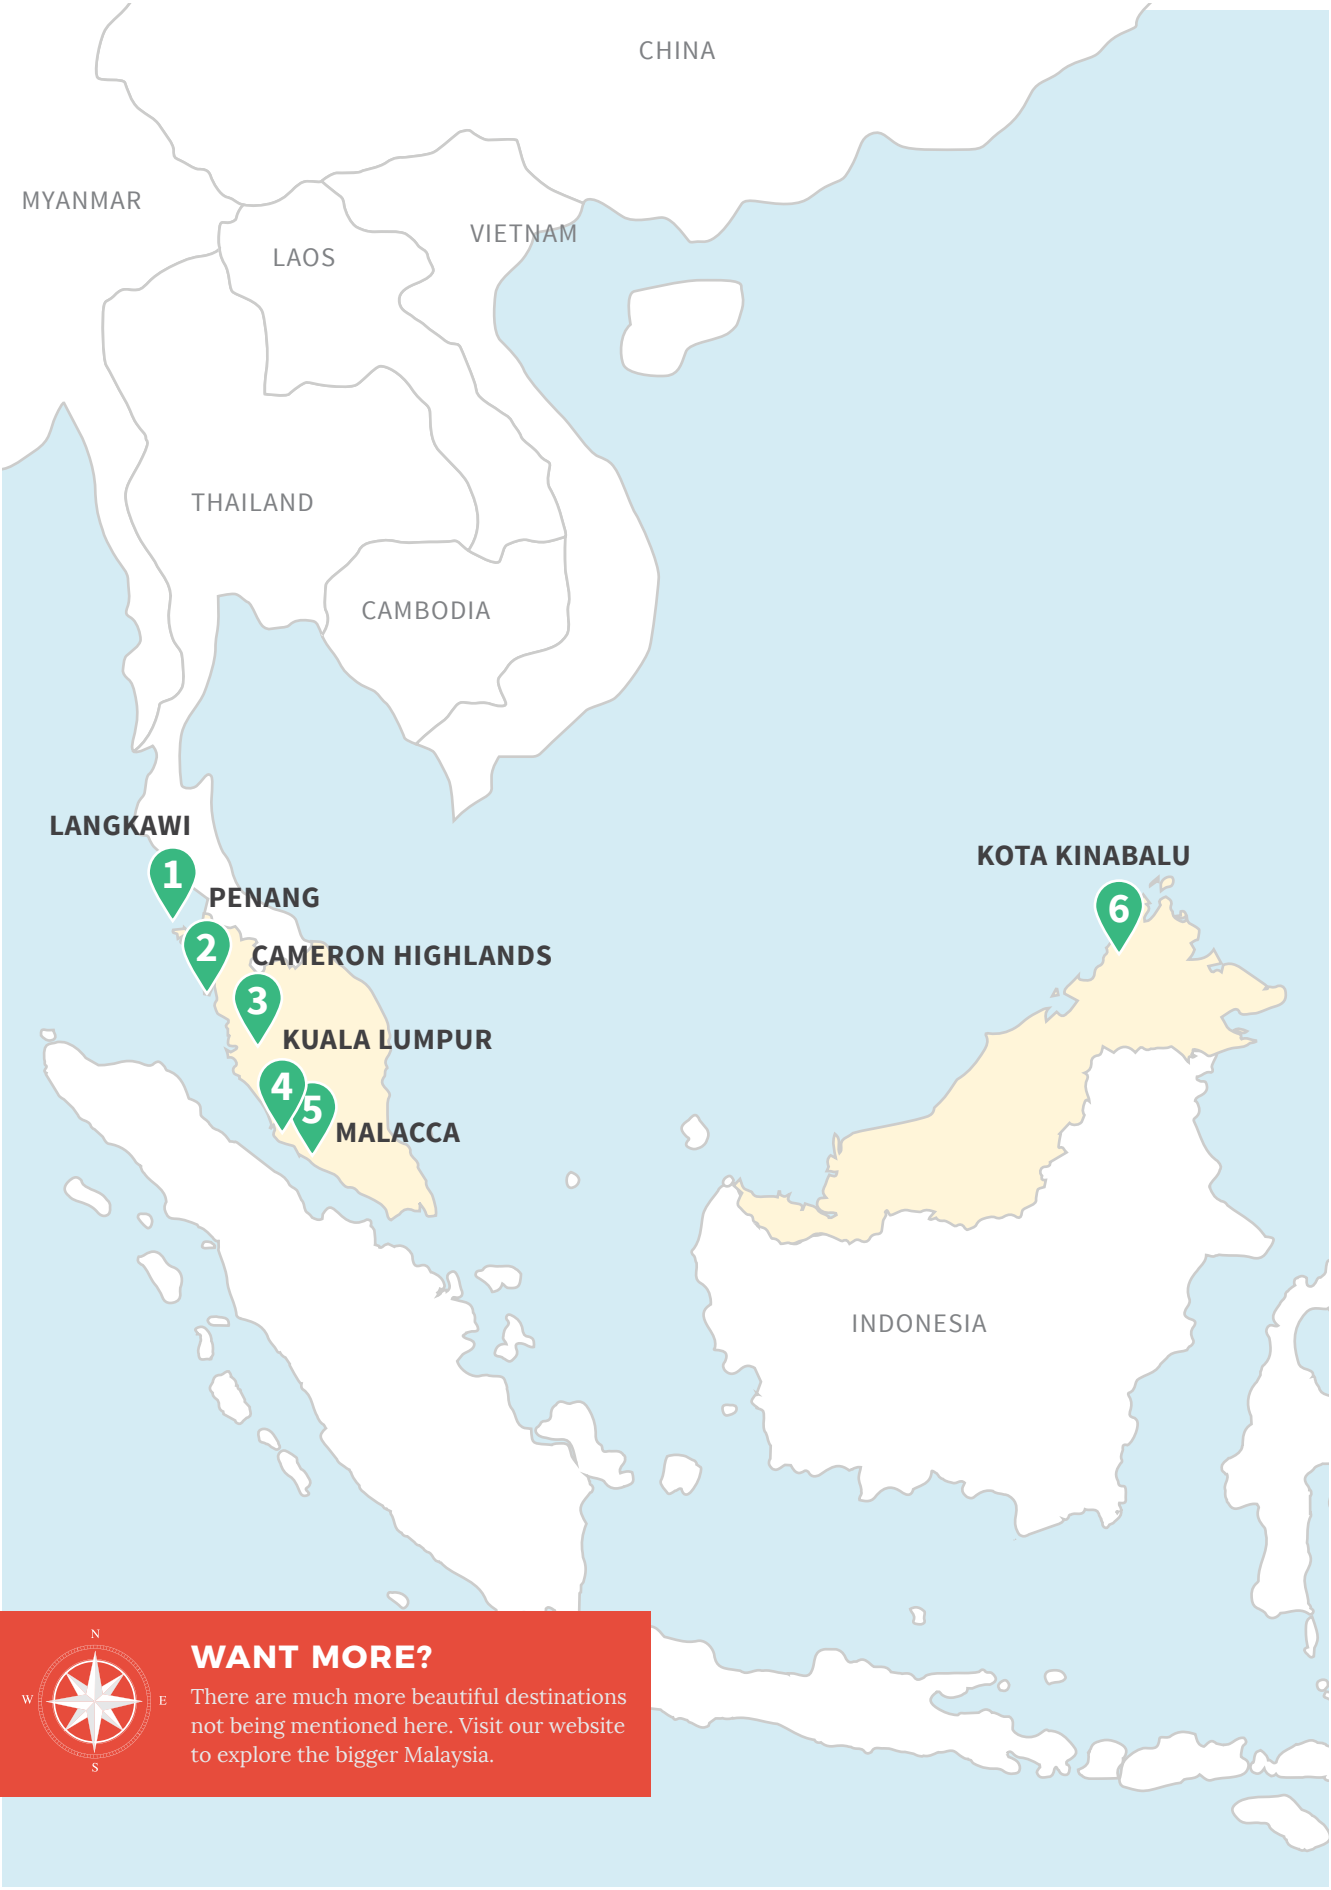 CHINA
MYANMAR
VIETNAM
LAOS
THAILAND
CAMBODIA
LANGKAWI
KOTA KINABALU
1
PENANG
6
2
CAMERON HIGHLANDS
3
KUALA LUMPUR
4
5
MALACCA
INDONESIA
N
W
E
S
WANT MORE?
There are much more beautiful destinations
not being mentioned here. Visit our website
to explore the bigger Malaysia.